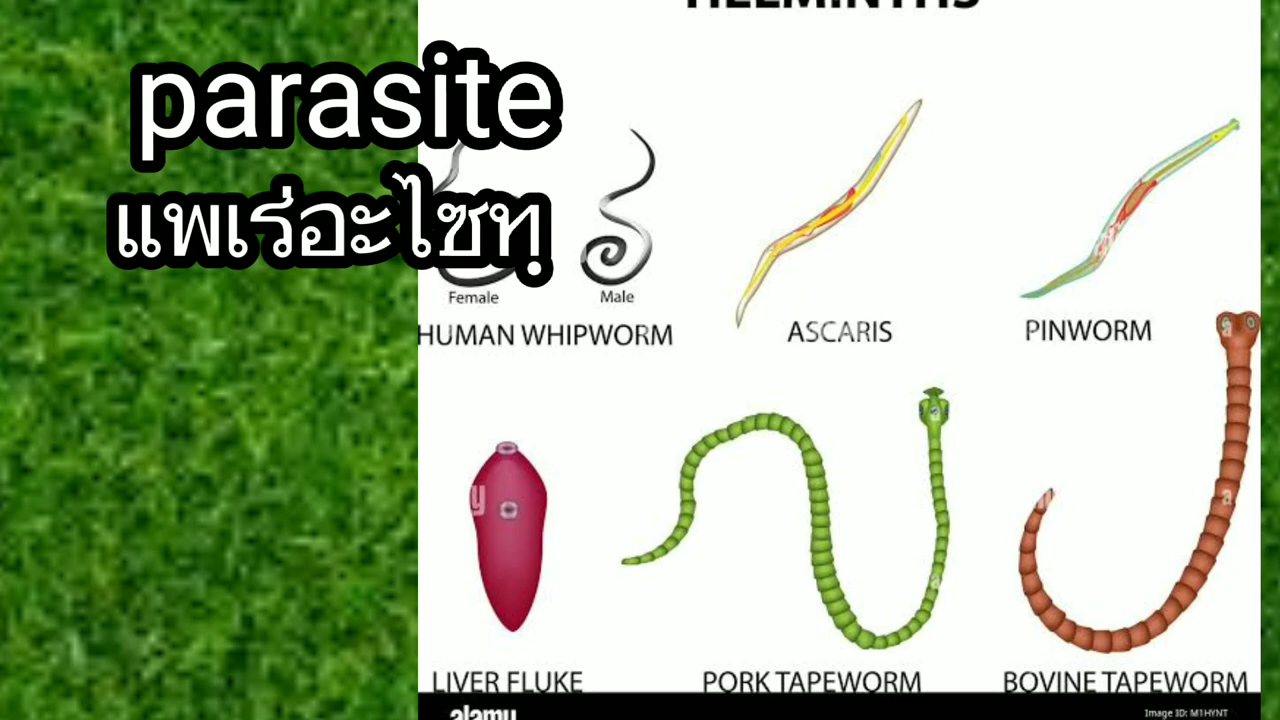 HELMINTHS
parasite
แพเร่อะไซทฺ
Female
Male
HUMAN WHIPWORM
ASCARIS
PINWORM
LIVER FLUKE
PORK TAPEWORM
BOVINE TAPEWORM
alamy
Image ID: M1HYNT